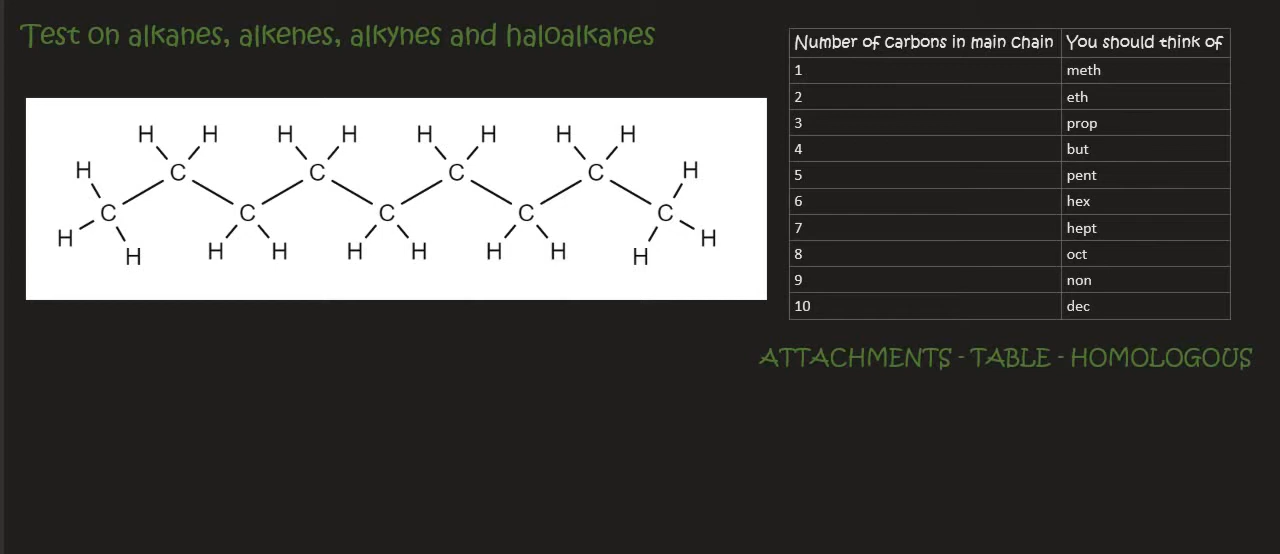 Test on alkanes, alkenes, alkynes and haloalkanes
H H H H H H H H
H C C C C H
C C C C C
H H H H H H H H
H H
Number of carbons in main chain You should think of
1 meth
2 eth
3 prop
4 but
5 pent
6 hex
7 hept
8 oct
9 non
10 dec
ATTACHMENTS - TABLE - HOMOLOGOUS